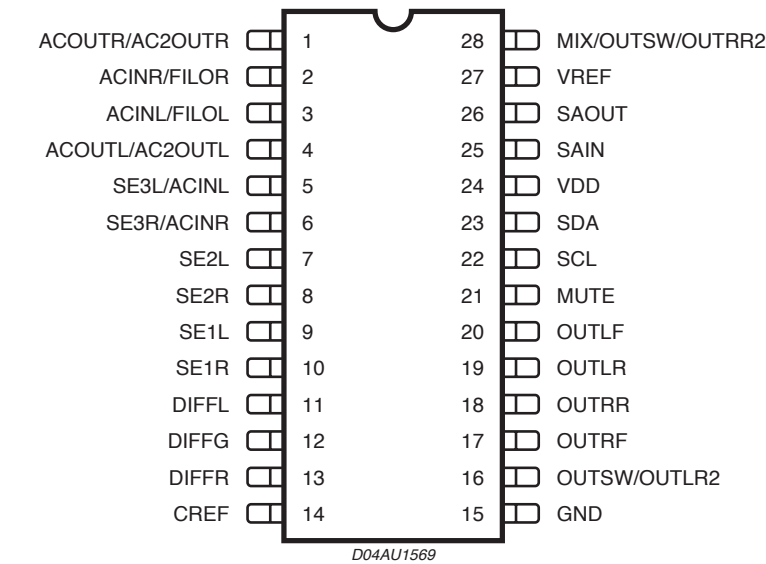 ACOUTR/AC2OUTR 1 28 MIX/OUTSW/OUTRR2
ACINR/FILOR 2 27 VREF
ACINL/FILOL 3 26 SAOUT
ACOUTL/AC2OUTL 4 25 SAIN
SE3L/ACINL 5 24 VDD
SE3R/ACINR 6 23 SDA
SE2L 7 22 SCL
SE2R 8 21 MUTE
SE1L 9 20 OUTLF
SE1R 10 19 OUTLR
DIFFL 11 18 OUTRR
DIFFG 12 17 OUTRF
DIFFR 13 16 OUTSW/OUTLR2
CREF 14 15 GND
D04AU1569